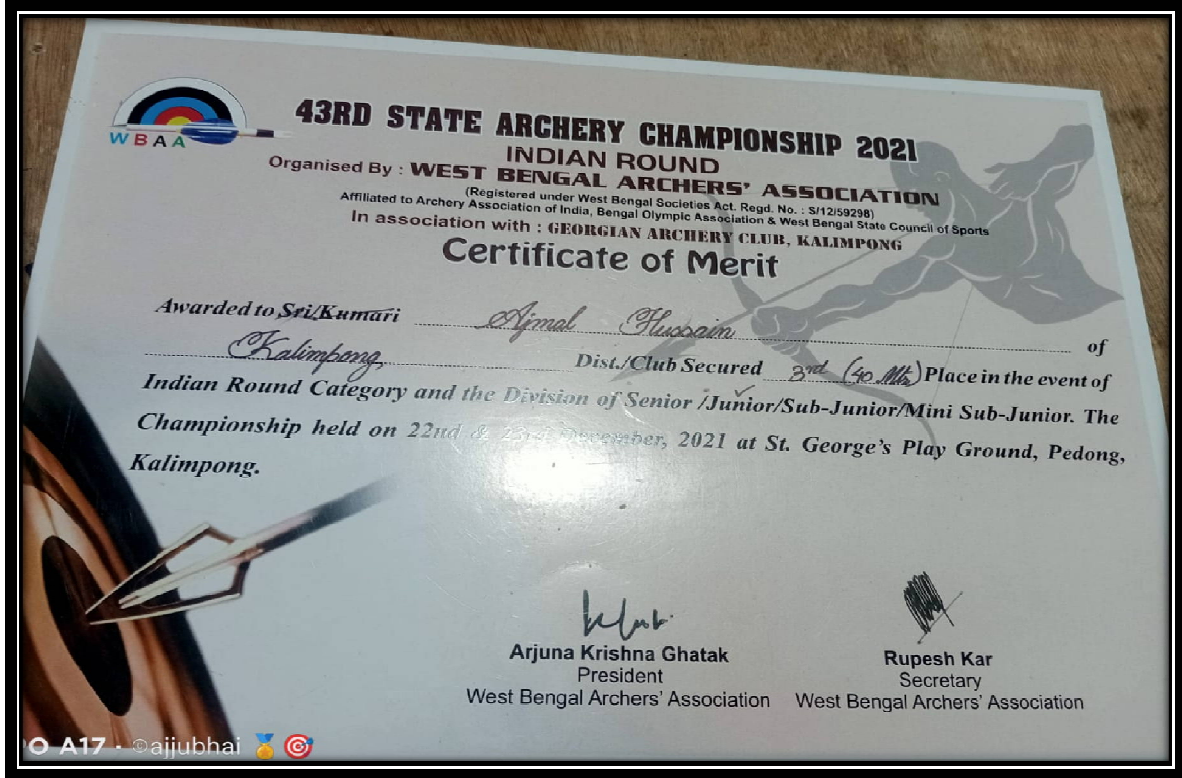 WBAA
43RD STATE ARCHERY CHAMPIONSHIP 2021
INDIAN ROUND
Organised By : WEST BENGAL ARCHERS' ASSOCIATION
(Registered under West Bengal Societies Act. Regd. No. : S/12/59298)
Affiliated to Archery Association of India, Bengal Olympic Association & West Bengal State Council of Sports
In association with : GEORGIAN ARCHERY CLUB, KALIMPONG
Certificate of Merit
Awarded to Sri/Kumari Ajmal Hussain of
Kalimpong Dist./Club Secured 3rd (40 Mtr) Place in the event of
Indian Round Category and the Division of Senior /Junior/Sub-Junior/Mini Sub-Junior. The
Championship held on 22nd & 23rd December, 2021 at St. George's Play Ground, Pedong,
Kalimpong.
Arjuna Krishna Ghatak
President
West Bengal Archers' Association
Rupesh Kar
Secretary
West Bengal Archers' Association
O A17 · ©ajjubhai 🏅 🎯